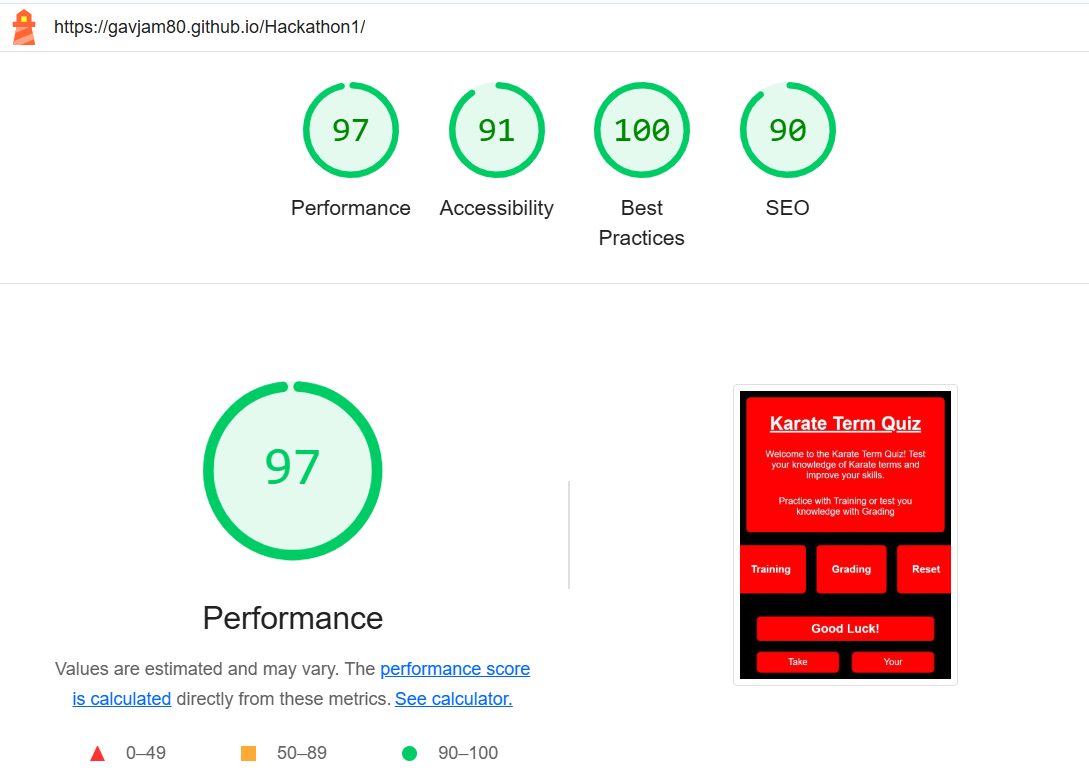 https://gavjam80.github.io/Hackathon1/
97
91
100
90
Performance
Accessibility
Best
Practices
SEO
97
Performance
Values are estimated and may vary. The performance score
is calculated directly from these metrics. See calculator.
0–49
50–89
90–100
Karate Term Quiz
Welcome to the Karate Term Quiz! Test
your knowledge of Karate terms and
improve your skills.
Practice with Training or test you
knowledge with Grading
Training
Grading
Reset
Good Luck!
Take
Your